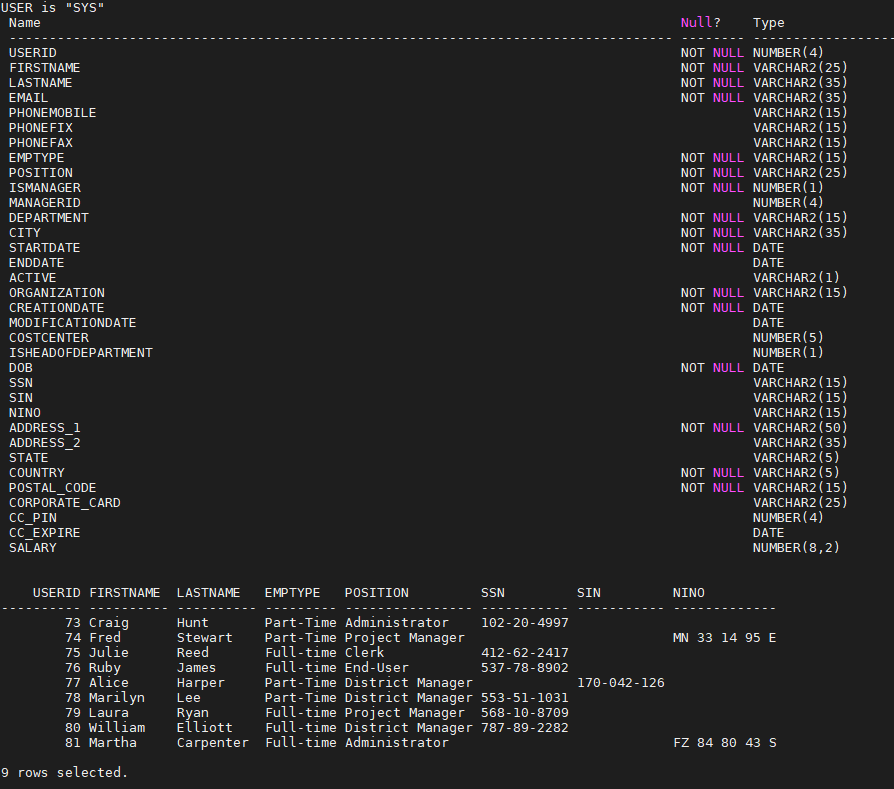 USER is "SYS"
Name Null? Type
----------------------------------------------------------------------------------- -------- ------------------
USERID NOT NULL NUMBER(4)
FIRSTNAME NOT NULL VARCHAR2(25)
LASTNAME NOT NULL VARCHAR2(35)
EMAIL NOT NULL VARCHAR2(35)
PHONEMOBILE VARCHAR2(15)
PHONEFIX VARCHAR2(15)
PHONEFAX VARCHAR2(15)
EMPTYPE NOT NULL VARCHAR2(15)
POSITION NOT NULL VARCHAR2(25)
ISMANAGER NOT NULL NUMBER(1)
MANAGERID NUMBER(4)
DEPARTMENT NOT NULL VARCHAR2(15)
CITY NOT NULL VARCHAR2(35)
STARTDATE NOT NULL DATE
ENDDATE DATE
ACTIVE VARCHAR2(1)
ORGANIZATION NOT NULL VARCHAR2(15)
CREATIONDATE NOT NULL DATE
MODIFICATIONDATE DATE
COSTCENTER NUMBER(5)
ISHEADOFDEPARTMENT NUMBER(1)
DOB NOT NULL DATE
SSN VARCHAR2(15)
SIN VARCHAR2(15)
NINO VARCHAR2(15)
ADDRESS_1 NOT NULL VARCHAR2(50)
ADDRESS_2 VARCHAR2(35)
STATE VARCHAR2(5)
COUNTRY NOT NULL VARCHAR2(5)
POSTAL_CODE NOT NULL VARCHAR2(15)
CORPORATE_CARD VARCHAR2(25)
CC_PIN NUMBER(4)
CC_EXPIRE DATE
SALARY NUMBER(8,2)
USERID FIRSTNAME LASTNAME EMPTYPE POSITION SSN SIN NINO
---------- --------- ---------- --------- ---------------- ----------- ----------- -------------
73 Craig Hunt Part-Time Administrator 102-20-4997
74 Fred Stewart Part-Time Project Manager MN 33 14 95 E
75 Julie Reed Full-time Clerk 412-62-2417
76 Ruby James Full-time End-User 537-78-8902
77 Alice Harper Part-Time District Manager 170-042-126
78 Marilyn Lee Part-Time District Manager 553-51-1031
79 Laura Ryan Full-time Project Manager 568-10-8709
80 William Elliott Full-time District Manager 787-89-2282
81 Martha Carpenter Full-time Administrator FZ 84 80 43 S
9 rows selected.